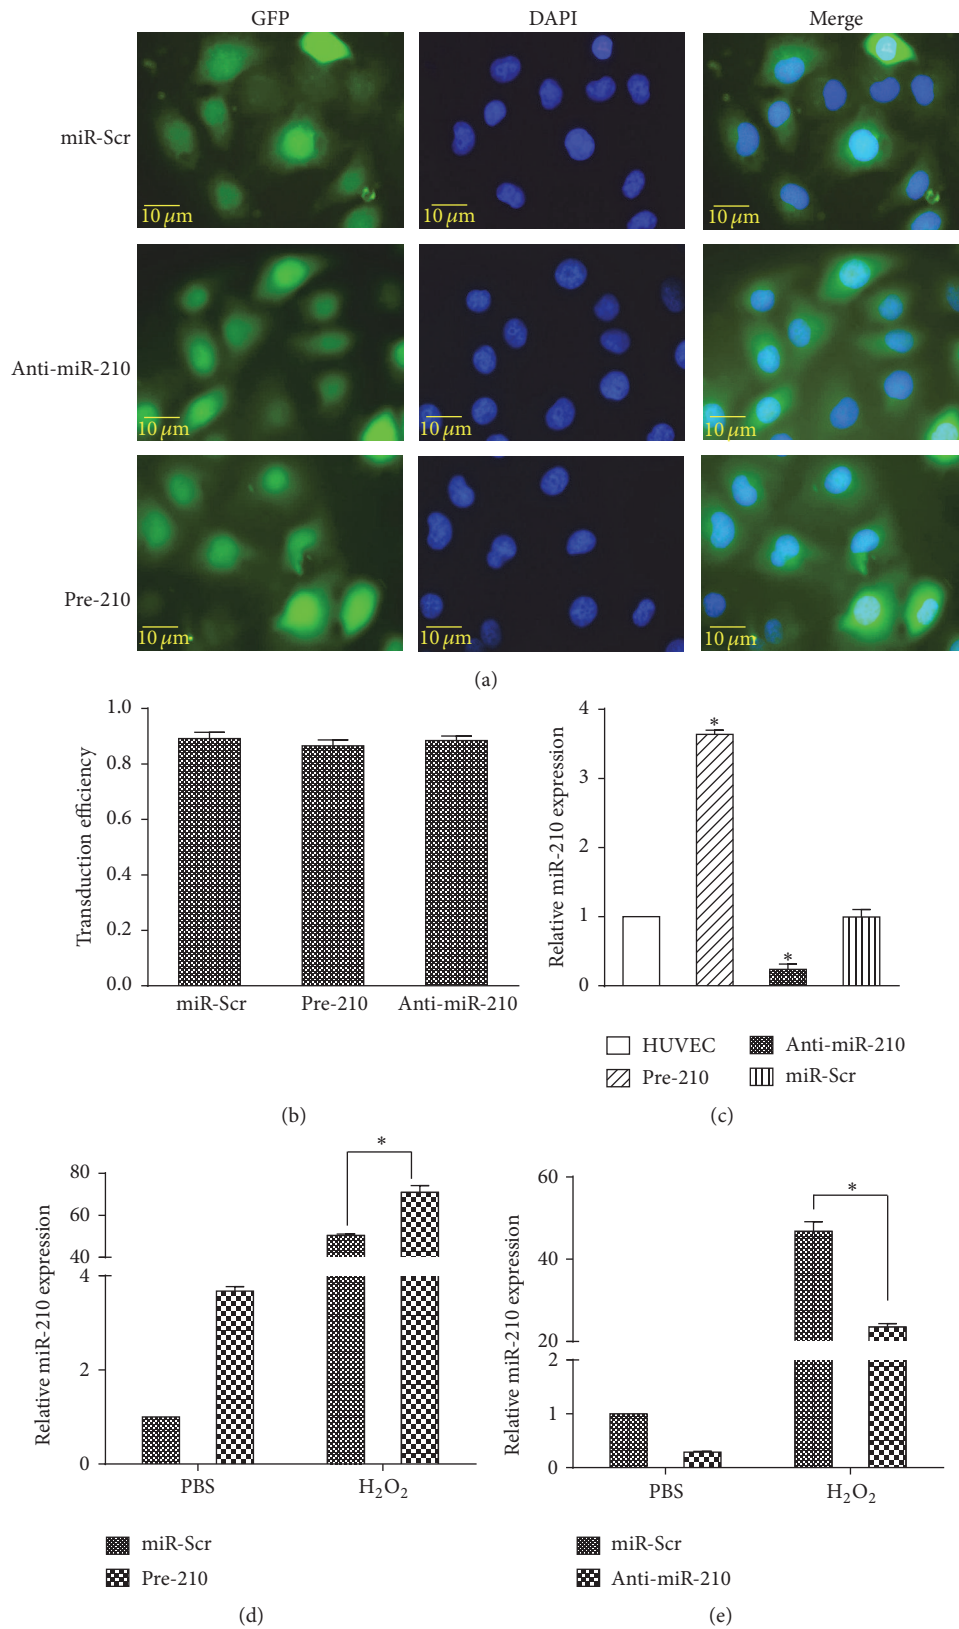 GFP DAPI Merge
miR-Scr
10 μm 10 μm 10 μm
Anti-miR-210
10 μm 10 μm 10 μm
Pre-210
10 μm 10 μm 10 μm
(a)
Transduction efficiency
1.0
0.8
0.6
0.4
0.2
0.0
miR-Scr Pre-210 Anti-miR-210
(b)
Relative miR-210 expression
4
3
2
1
0
*
*
HUVEC Anti-miR-210
Pre-210 miR-Scr
(c)
Relative miR-210 expression
80
60
40
4
2
0
*
PBS H₂O₂
miR-Scr
Pre-210
(d)
Relative miR-210 expression
60
40
20
2
1
0
*
PBS H₂O₂
miR-Scr
Anti-miR-210
(e)